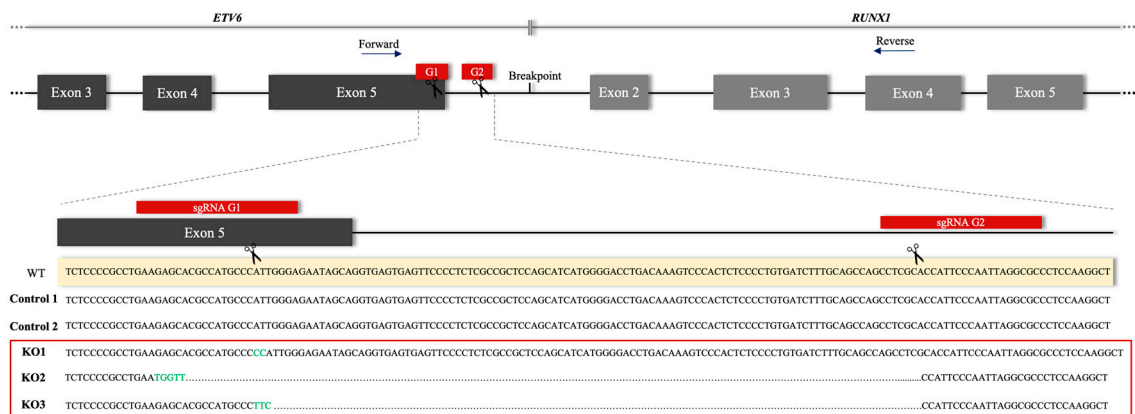 ETV6 RUNX1
Forward Reverse
G1 G2 Breakpoint
Exon 3 Exon 4 Exon 5 Exon 2 Exon 3 Exon 4 Exon 5
sgRNA G1
sgRNA G2
Exon 5
WT TCTCCCCGCCTGAAGAGCACGCCATGCCCATTGGGAGAATAGCAGGTGAGTGAGTTCCCCTCTCGCCGCTCCAGCATCATGGGGACCTGACAAAGTCCCACTCTCCCCTGTGATCTTTGCAGCCAGCCTCGCACCATTCCCAATTAGGCGCCCTCCAAGGCT
Control 1 TCTCCCCGCCTGAAGAGCACGCCATGCCCATTGGGAGAATAGCAGGTGAGTGAGTTCCCCTCTCGCCGCTCCAGCATCATGGGGACCTGACAAAGTCCCACTCTCCCCTGTGATCTTTGCAGCCAGCCTCGCACCATTCCCAATTAGGCGCCCTCCAAGGCT
Control 2 TCTCCCCGCCTGAAGAGCACGCCATGCCCATTGGGAGAATAGCAGGTGAGTGAGTTCCCCTCTCGCCGCTCCAGCATCATGGGGACCTGACAAAGTCCCACTCTCCCCTGTGATCTTTGCAGCCAGCCTCGCACCATTCCCAATTAGGCGCCCTCCAAGGCT
KO1 TCTCCCCGCCTGAAGAGCACGCCATGCCCCCATTGGGAGAATAGCAGGTGAGTGAGTTCCCCTCTCGCCGCTCCAGCATCATGGGGACCTGACAAAGTCCCACTCTCCCCTGTGATCTTTGCAGCCAGCCTCGCACCATTCCCAATTAGGCGCCCTCCAAGGCT
KO2 TCTCCCCGCCTGAATGGTT........................CCATTCCCAATTAGGCGCCCTCCAAGGCT
KO3 TCTCCCCGCCTGAAGAGCACGCCATGCCCTTC........................CCATTCCCAATTAGGCGCCCTCCAAGGCT